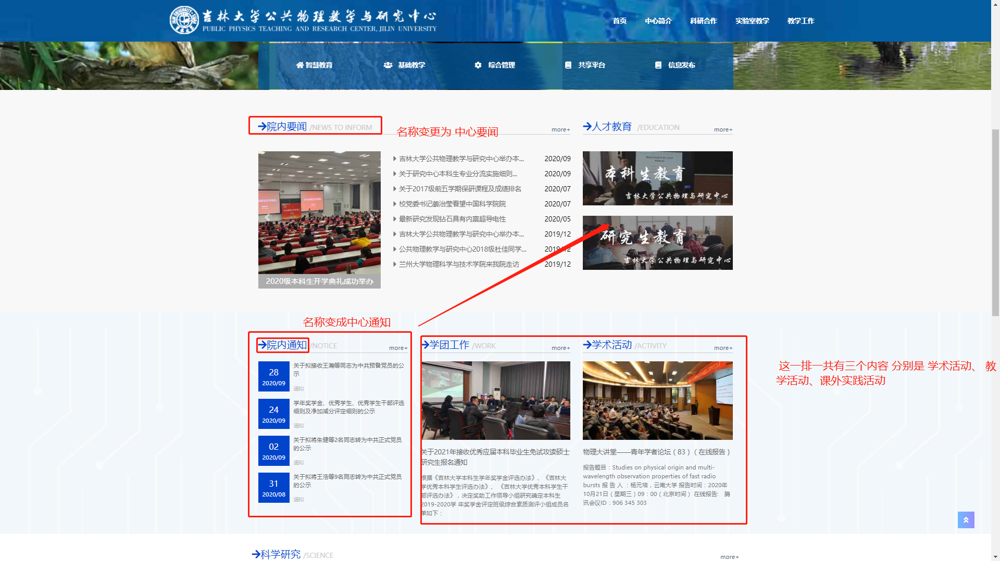 吉林大学公共物理教学与研究中心
PUBLIC PHYSICS TEACHING AND RESEARCH CENTER, JILIN UNIVERSITY
首页 中心简介 科研合作 实验室教学 教学工作
智慧教育 基础教学 综合管理 共享平台 信息发布
院内要闻 /NEWS TO INFORM
名称变更为 中心要闻
more+
人才教育 /EDUCATION
more+
2020级本科生开学典礼成功举办
吉林大学公共物理教学与研究中心举办本... 2020/09
关于研究中心本科生专业分流实施细则... 2020/09
关于2017级前五学期保研课程及成绩排名 2020/07
校党委书记姜治莹看望中国科学院院 2020/07
最新研究发现钻石具有内禀超导电性 2020/05
吉林大学公共物理教学与研究中心举办本... 2019/12
公共物理教学与研究中心2018级杜佳同学... 2019/12
兰州大学物理科学与技术学院来我院走访 2019/12
本科生教育
吉林大学公共物理与研究中心
研究生教育
吉林大学公共物理与研究中心
名称变成中心通知
院内通知 /NOTICE
more+
28
2020/09
关于拟接收王瀚等同志为中共预备党员的公
示
通知
24
2020/09
学年奖学金、优秀学生、优秀学生干部评选
细则及净加减分评定细则的公示
通知
02
2020/09
关于拟将朱健等2名同志转为中共正式党员
的公示
通知
31
2020/08
关于拟将王浩等9名同志转为中共正式党员
的公示
通知
学团工作 /WORK
more+
关于2021年接收优秀应届本科毕业生免试攻读硕士
研究生报名通知
根据《吉林大学本科生学年奖学金评选办法》、《吉林大
学优秀本科学生评选办法》、《吉林大学优秀本科学生干
部评选办法》，决定奖助工作领导小组研究确定本科生
2019-2020学 年奖学金评定班级综合素质测评小组成员名
单如下：
学术活动 /ACTIVITY
more+
物理大讲堂——青年学者论坛（83）（在线报告）
报告题目：Studies on physical origin and multi-
wavelength observation properties of fast radio
bursts 报 告 人 ：杨元培，云南大学 报告时间：2020年
10月21日（星期三）09：00（北京时间） 在线报告: 腾
讯会议ID：906 345 303
这一排一共有三个内容 分别是 学术活动、 教
学活动、课外实践活动
科学研究 /SCIENCE
more+